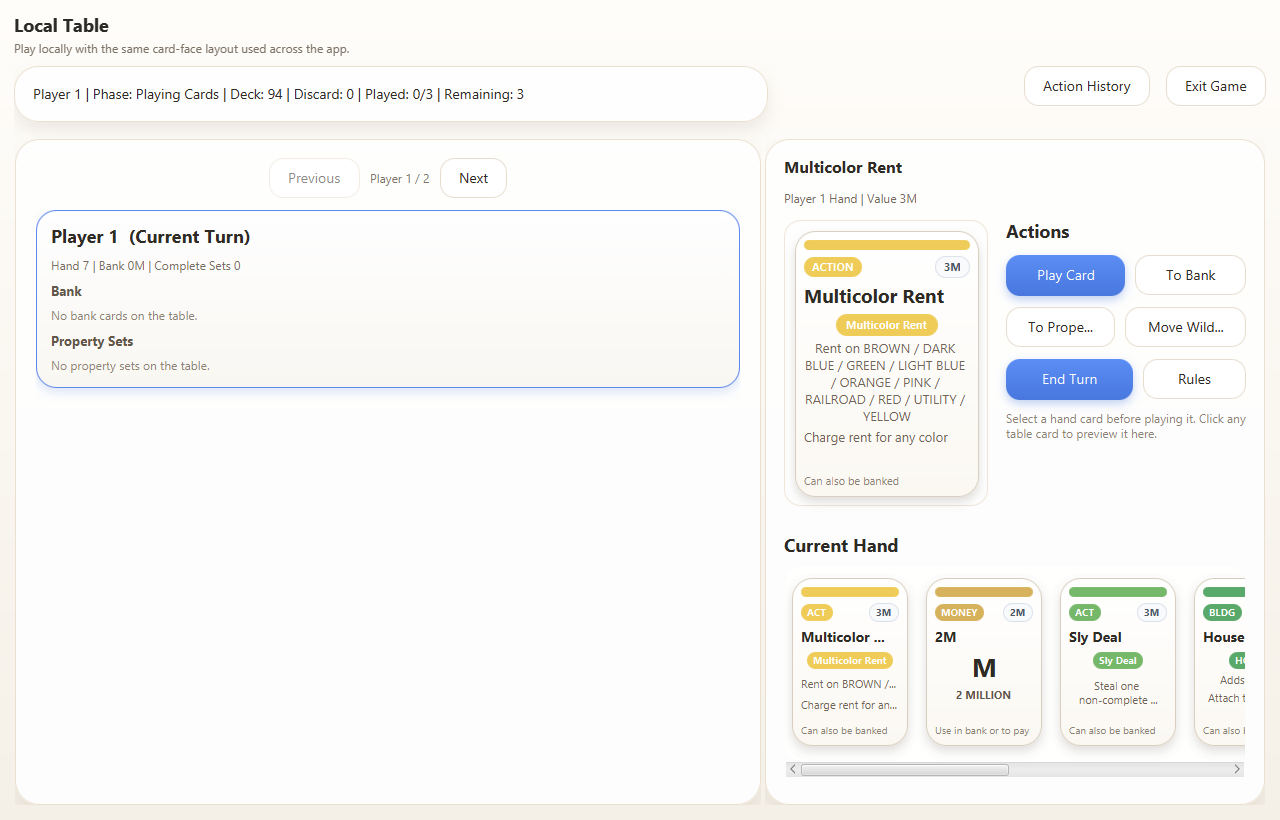 Local Table
Play locally with the same card-face layout used across the app.
Player 1 | Phase: Playing Cards | Deck: 94 | Discard: 0 | Played: 0/3 | Remaining: 3
Action History
Exit Game
Previous
Player 1 / 2
Next
Player 1 (Current Turn)
Hand 7 | Bank 0M | Complete Sets 0
Bank
No bank cards on the table.
Property Sets
No property sets on the table.
Multicolor Rent
Player 1 Hand | Value 3M
ACTION
3M
Multicolor Rent
Multicolor Rent
Rent on BROWN / DARK
BLUE / GREEN / LIGHT BLUE
/ ORANGE / PINK /
RAILROAD / RED / UTILITY /
YELLOW
Charge rent for any color
Can also be banked
Actions
Play Card
To Bank
To Prope...
Move Wild...
End Turn
Rules
Select a hand card before playing it. Click any
table card to preview it here.
Current Hand
ACT
3M
Multicolor ...
Multicolor Rent
Rent on BROWN /...
Charge rent for an...
Can also be banked
MONEY
2M
2M
M
2 MILLION
Use in bank or to pay
ACT
3M
Sly Deal
Sly Deal
Steal one
non-complete ...
Can also be banked
BLDG
House
Adds
Attach t
Can also